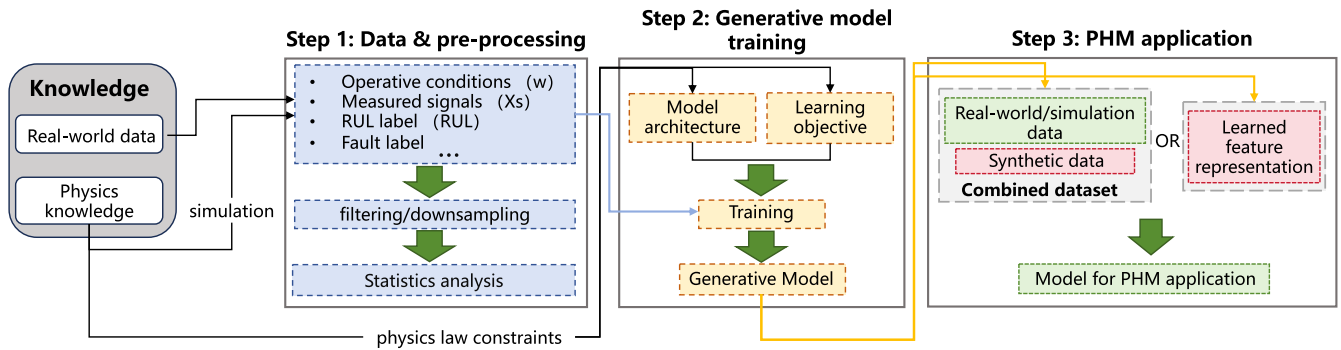 Knowledge
Real-world data
Physics
knowledge
simulation
physics law constraints
Step 1: Data & pre-processing
• Operative conditions (w)
• Measured signals (Xs)
• RUL label (RUL)
• Fault label
...
filtering/downsampling
Statistics analysis
Step 2: Generative model
training
Model
architecture
Learning
objective
Training
Generative Model
Step 3: PHM application
Real-world/simulation
data
Synthetic data
Combined dataset
OR
Learned
feature
representation
Model for PHM application